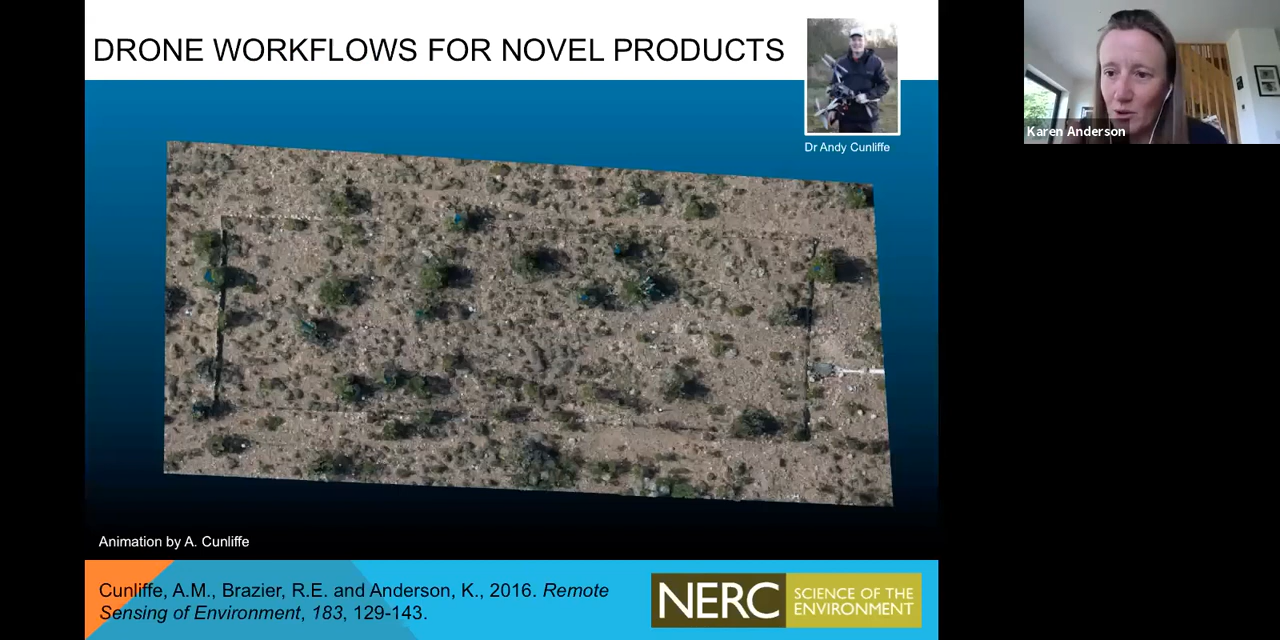 DRONE WORKFLOWS FOR NOVEL PRODUCTS
Dr Andy Cunliffe
Karen Anderson
Animation by A. Cunliffe
Cunliffe, A.M., Brazier, R.E. and Anderson, K., 2016. Remote
Sensing of Environment, 183, 129-143.
NERC
SCIENCE OF THE
ENVIRONMENT